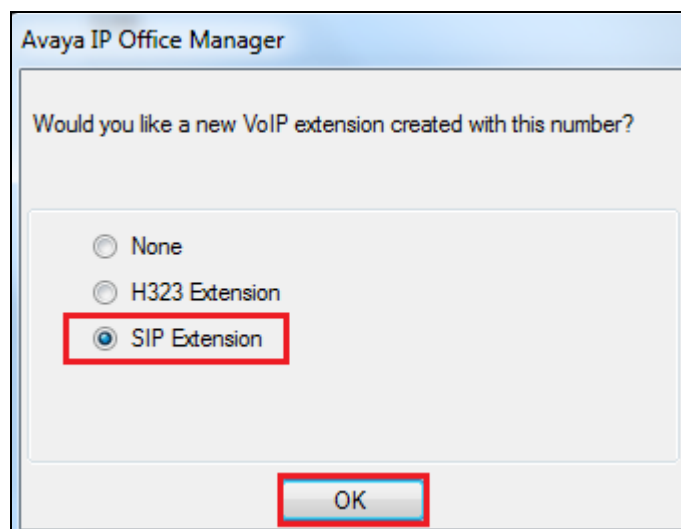 Avaya IP Office Manager
Would you like a new VoIP extension created with this number?
None
H323 Extension
SIP Extension
OK